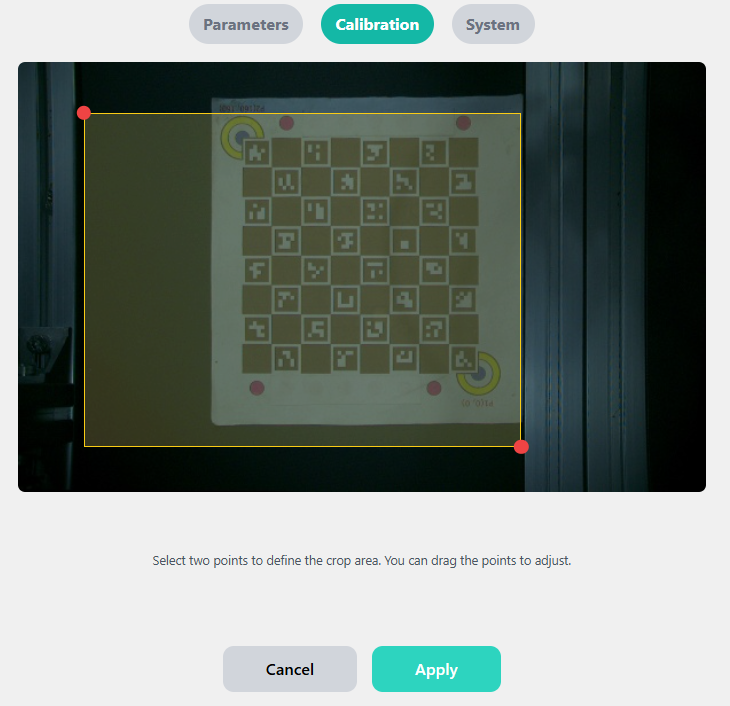 Parameters
Calibration
System
Select two points to define the crop area. You can drag the points to adjust.
Cancel
Apply